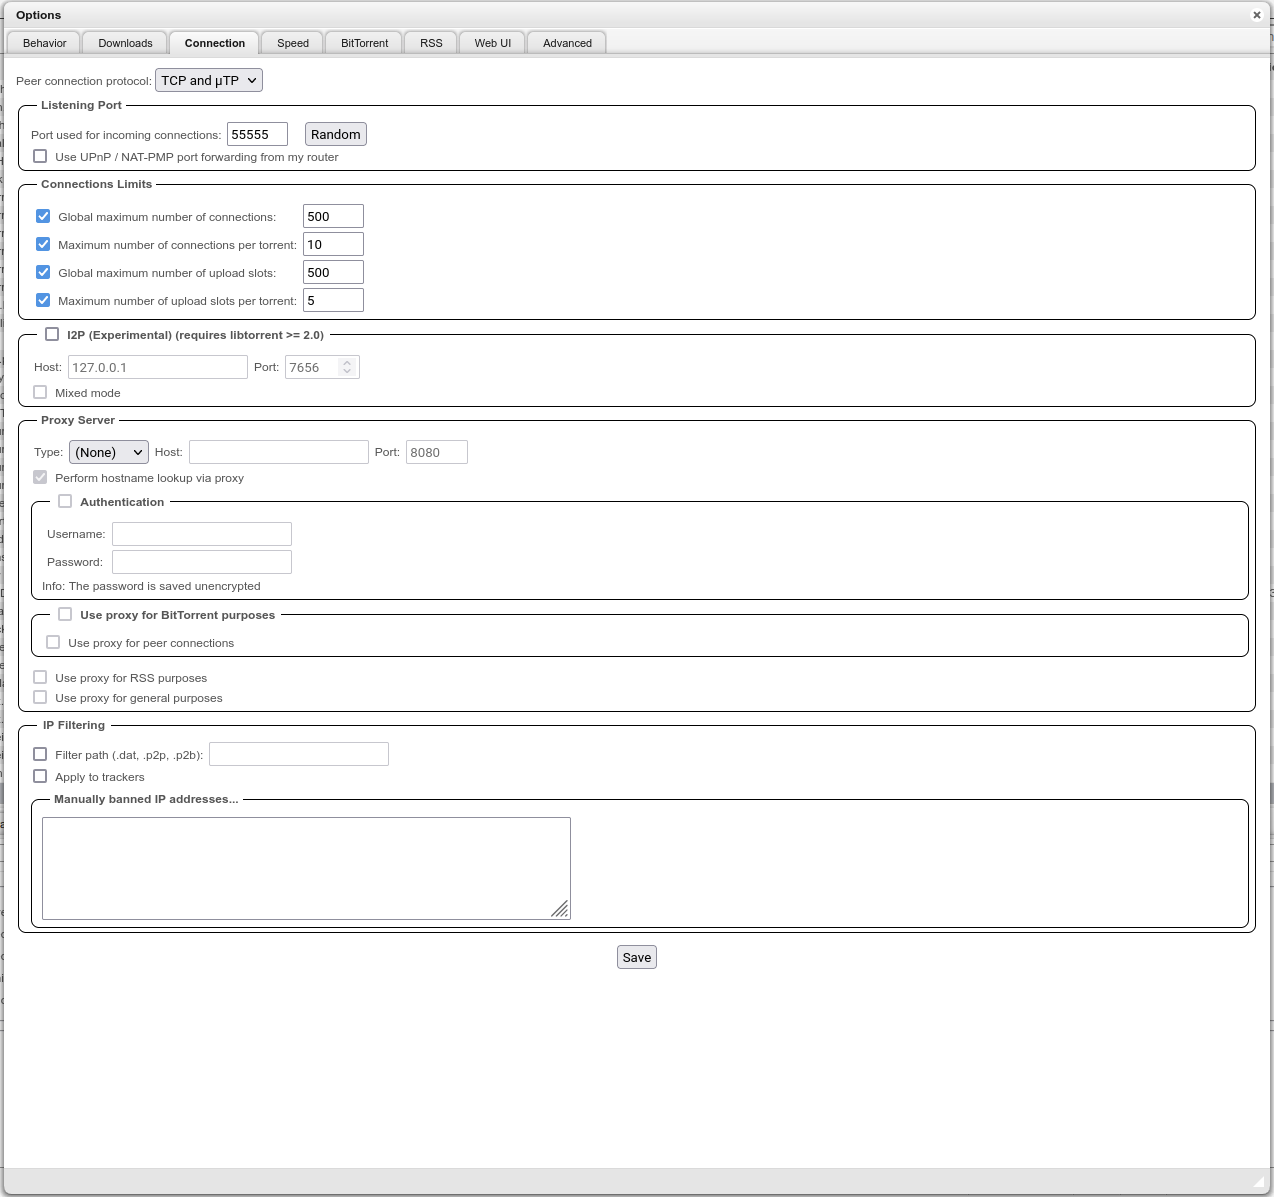 Options
Behavior Downloads Connection Speed BitTorrent RSS Web UI Advanced
Peer connection protocol: TCP and μTP
Listening Port
Port used for incoming connections: 55555 Random
Use UPnP / NAT-PMP port forwarding from my router
Connections Limits
Global maximum number of connections: 500
Maximum number of connections per torrent: 10
Global maximum number of upload slots: 500
Maximum number of upload slots per torrent: 5
I2P (Experimental) (requires libtorrent >= 2.0)
Host: 127.0.0.1 Port: 7656
Mixed mode
Proxy Server
Type: (None) Host: Port: 8080
Perform hostname lookup via proxy
Authentication
Username:
Password:
Info: The password is saved unencrypted
Use proxy for BitTorrent purposes
Use proxy for peer connections
Use proxy for RSS purposes
Use proxy for general purposes
IP Filtering
Filter path (.dat, .p2p, .p2b):
Apply to trackers
Manually banned IP addresses...
Save